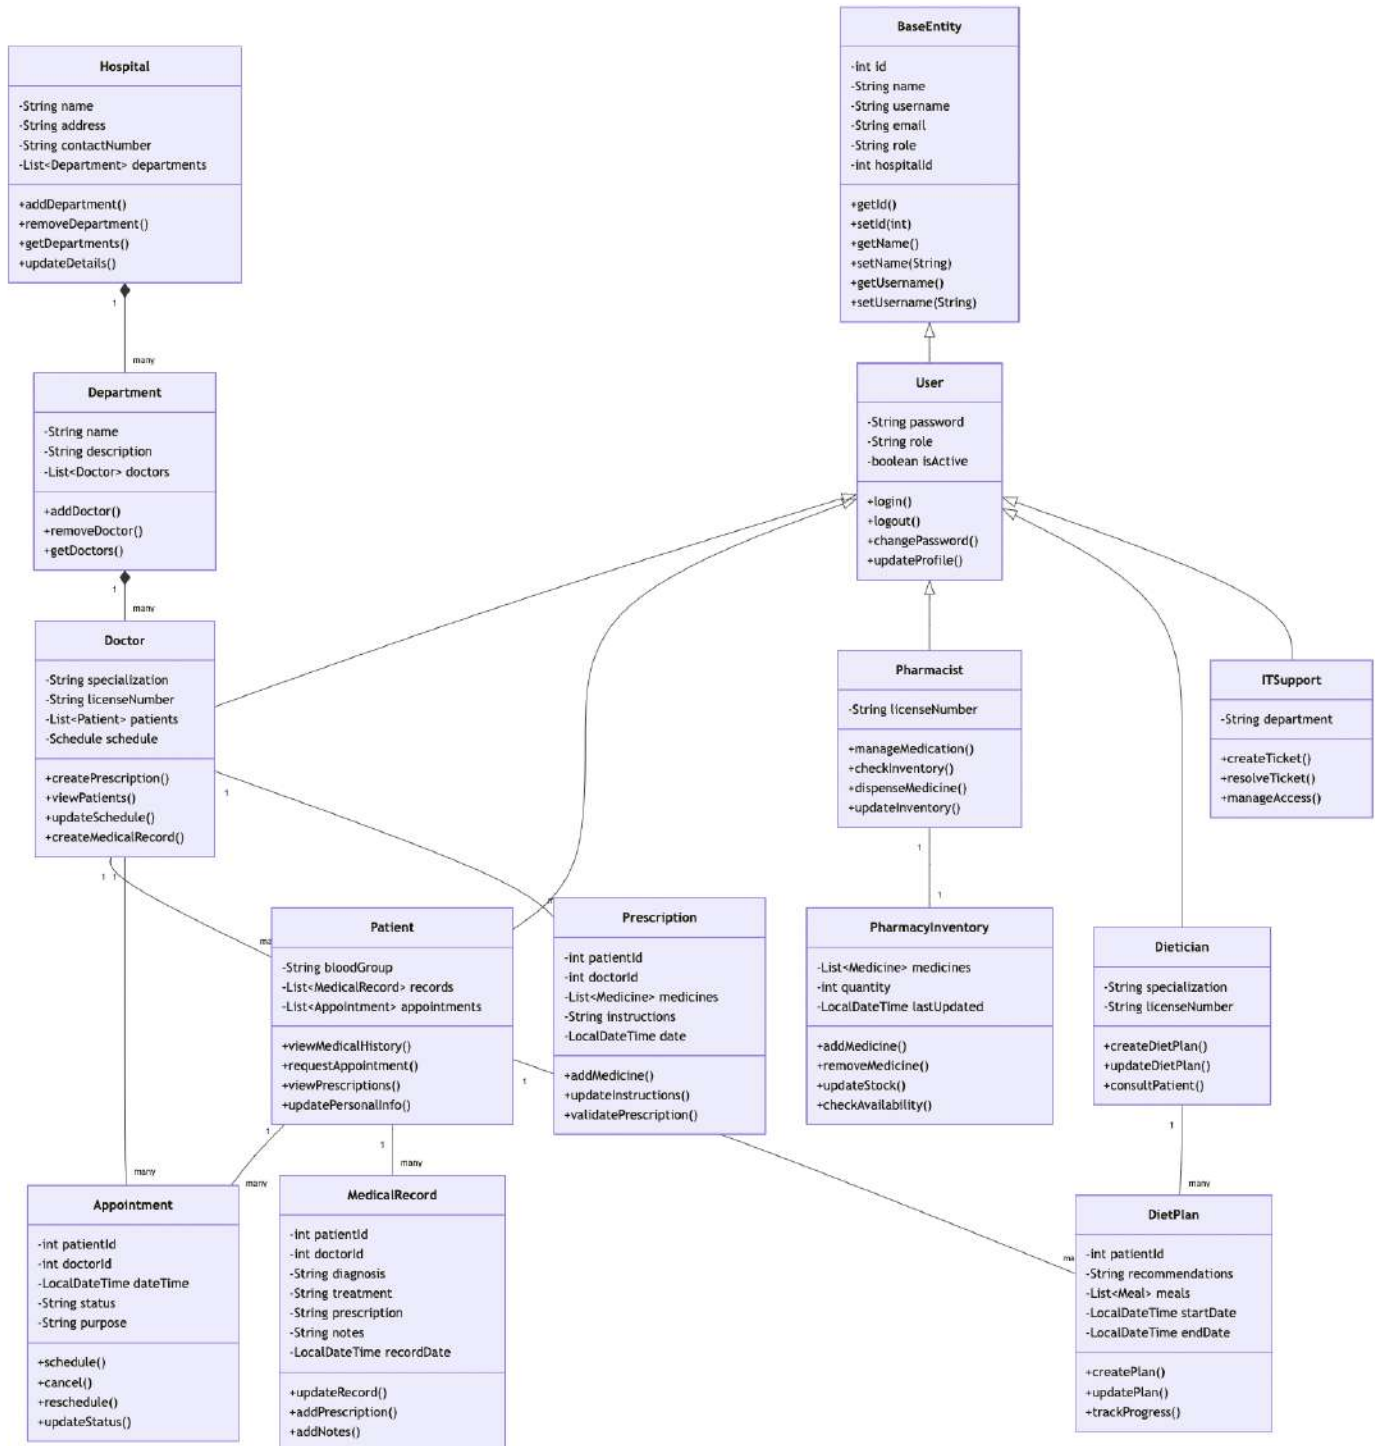 BaseEntity
-int id
-String name
-String username
-String email
-String role
-int hospitalId
+getId()
+setId(int)
+getName()
+setName(String)
+getUsername()
+setUsername(String)
Hospital
-String name
-String address
-String contactNumber
-List<Department> departments
+addDepartment()
+removeDepartment()
+getDepartments()
+updateDetails()
1
many
Department
-String name
-String description
-List<Doctor> doctors
+addDoctor()
+removeDoctor()
+getDoctors()
1
many
User
-String password
-String role
-boolean isActive
+login()
+logout()
+changePassword()
+updateProfile()
Doctor
-String specialization
-String licenseNumber
-List<Patient> patients
-Schedule schedule
+createPrescription()
+viewPatients()
+updateSchedule()
+createMedicalRecord()
1
1 1
Pharmacist
-String licenseNumber
+manageMedication()
+checkInventory()
+dispenseMedicine()
+updateInventory()
1
1
ITSupport
-String department
+createTicket()
+resolveTicket()
+manageAccess()
Patient
-String bloodGroup
-List<MedicalRecord> records
-List<Appointment> appointments
+viewMedicalHistory()
+requestAppointment()
+viewPrescriptions()
+updatePersonalInfo()
1
1
1
Prescription
-int patientId
-int doctorId
-List<Medicine> medicines
-String instructions
-LocalDateTime date
+addMedicine()
+updateInstructions()
+validatePrescription()
PharmacyInventory
-List<Medicine> medicines
-int quantity
-LocalDateTime lastUpdated
+addMedicine()
+removeMedicine()
+updateStock()
+checkAvailability()
Dietician
-String specialization
-String licenseNumber
+createDietPlan()
+updateDietPlan()
+consultPatient()
1
many
many
many
many
Appointment
-int patientId
-int doctorId
-LocalDateTime dateTime
-String status
-String purpose
+schedule()
+cancel()
+reschedule()
+updateStatus()
MedicalRecord
-int patientId
-int doctorId
-String diagnosis
-String treatment
-String prescription
-String notes
-LocalDateTime recordDate
+updateRecord()
+addPrescription()
+addNotes()
DietPlan
-int patientId
-String recommendations
-List<Meal> meals
-LocalDateTime startDate
-LocalDateTime endDate
+createPlan()
+updatePlan()
+trackProgress()